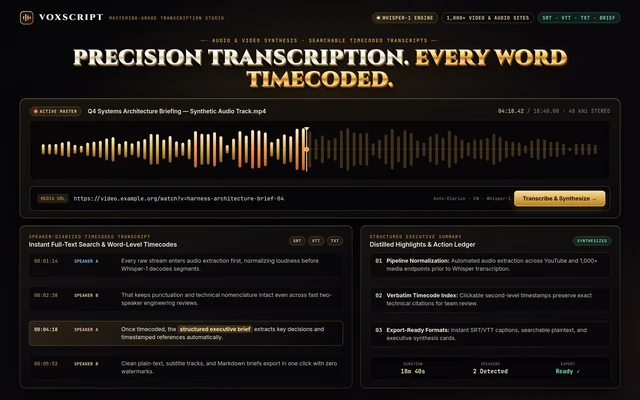 VOXSCRIPT MASTERING-GRADE TRANSCRIPTION STUDIO
WHISPER-1 ENGINE
1,000+ VIDEO & AUDIO SITES
SRT · VTT · TXT · BRIEF
AUDIO & VIDEO SYNTHESIS · SEARCHABLE TIMECODED TRANSCRIPTS
PRECISION TRANSCRIPTION. EVERY WORD
TIMECODED.
ACTIVE MASTER Q4 Systems Architecture Briefing — Synthetic Audio Track.mp4
04:18.42 / 18:40.00 · 48 kHz STEREO
MEDIA URL https://video.example.org/watch?v=harness-architecture-brief-04
Auto-Diarize · EN · Whisper-1
Transcribe & Synthesize →
SPEAKER-DIARIZED TIMECODED TRANSCRIPT
Instant Full-Text Search & Word-Level Timecodes
SRT VTT TXT
00:01:14 SPEAKER A Every raw stream enters audio extraction first, normalizing loudness before
Whisper-1 decodes segments.
00:02:38 SPEAKER B That keeps punctuation and technical nomenclature intact even across fast two-
speaker engineering reviews.
00:04:18 SPEAKER A Once timecoded, the structured executive brief extracts key decisions and
timestamped references automatically.
00:05:52 SPEAKER B Clean plain-text, subtitle tracks, and Markdown briefs export in one click with zero
watermarks.
STRUCTURED EXECUTIVE SUMMARY
Distilled Highlights & Action Ledger
SYNTHESIZED
01 Pipeline Normalization: Automated audio extraction across YouTube and 1,000+
media endpoints prior to Whisper transcription.
02 Verbatim Timecode Index: Clickable second-level timestamps preserve exact
technical citations for team review.
03 Export-Ready Formats: Instant SRT/VTT captions, searchable plaintext, and
executive synthesis cards.
DURATION
18m 40s
SPEAKERS
2 Detected
EXPORT
Ready ✓